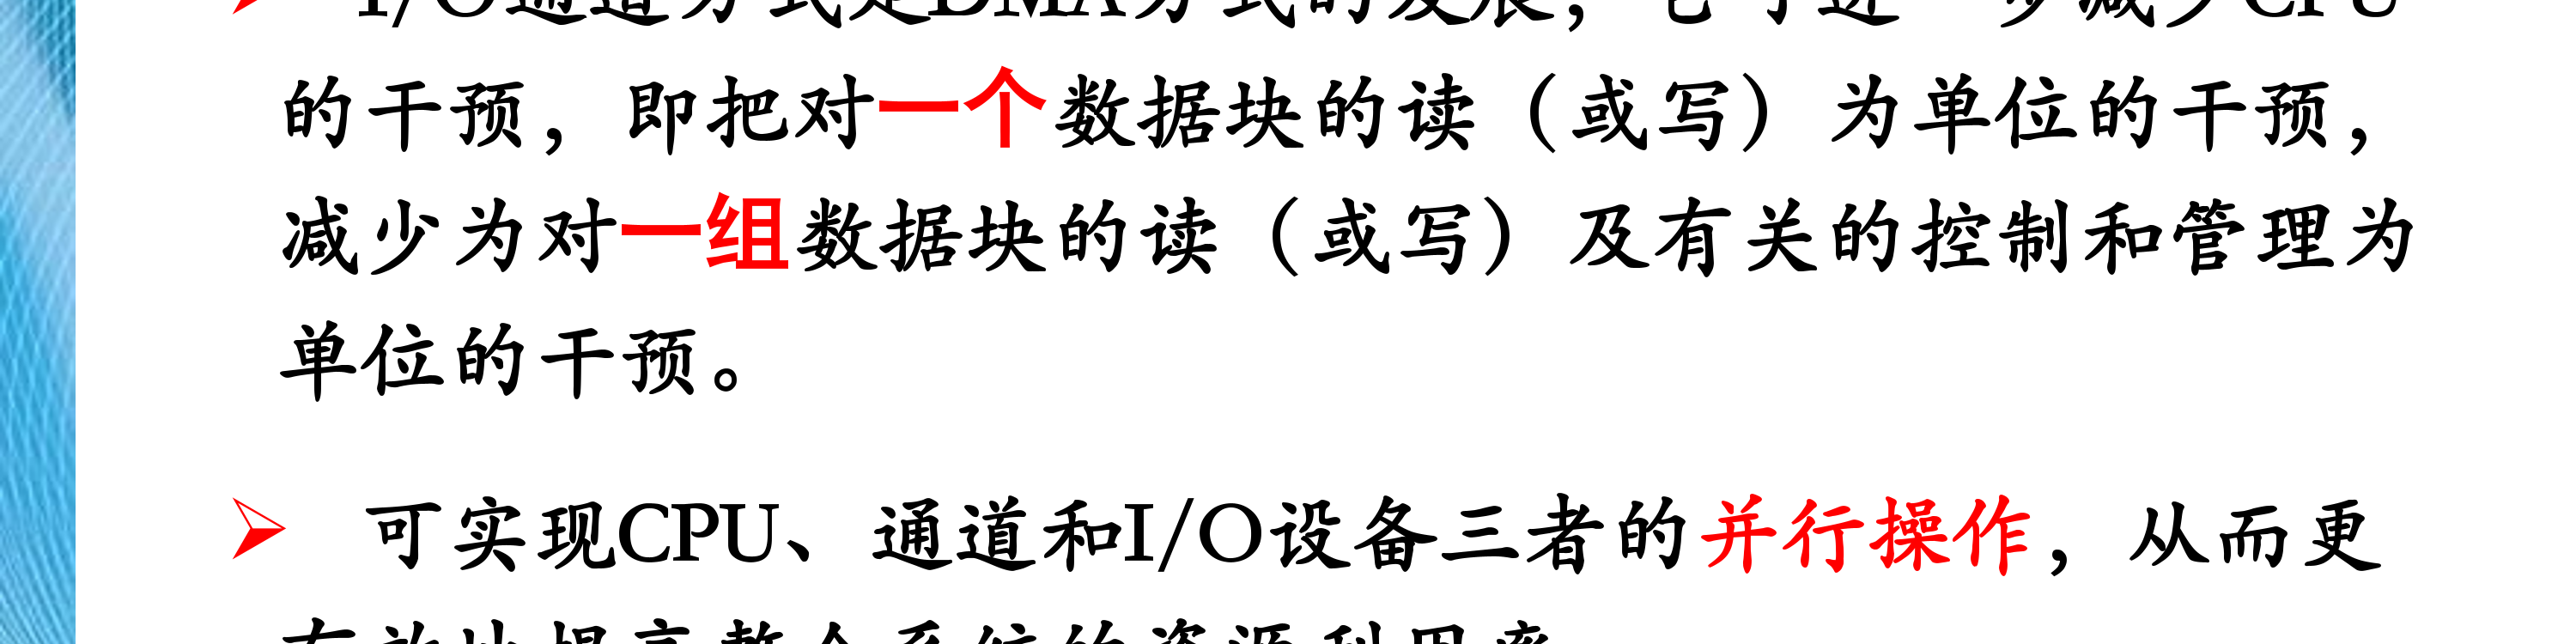 I/O通道方式是DMA方式的发展，它可进一步减少CPU
的干预，即把对一个数据块的读（或写）为单位的干预，
减少为对一组数据块的读（或写）及有关的控制和管理为
单位的干预。
可实现CPU、通道和I/O设备三者的并行操作，从而更
有效地提高整个系统的资源利用率